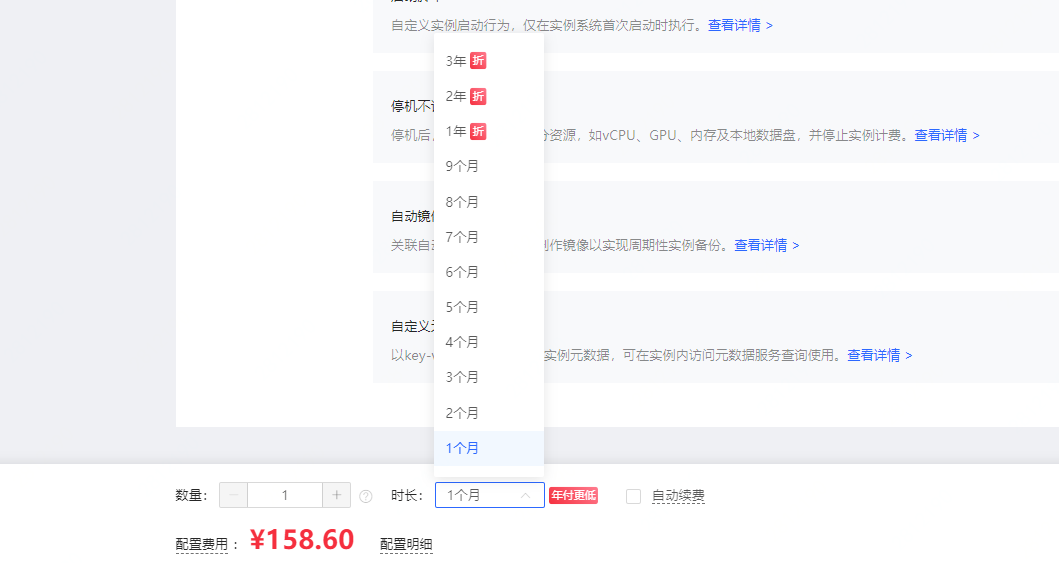 自定义实例启动行为，仅在实例系统首次启动时执行。查看详情 >
3年 折
2年 折
停机不
1年 折
停机后，
分资源，如vCPU、GPU、内存及本地数据盘，并停止实例计费。查看详情 >
9个月
8个月
自动镜
7个月
关联自
制作镜像以实现周期性实例备份。查看详情 >
6个月
5个月
自定义
4个月
以key-
实例元数据，可在实例内访问元数据服务查询使用。查看详情 >
3个月
2个月
1个月
数量： − 1 + ? 时长： 1个月 年付更低 自动续费
配置费用： ¥158.60 配置明细